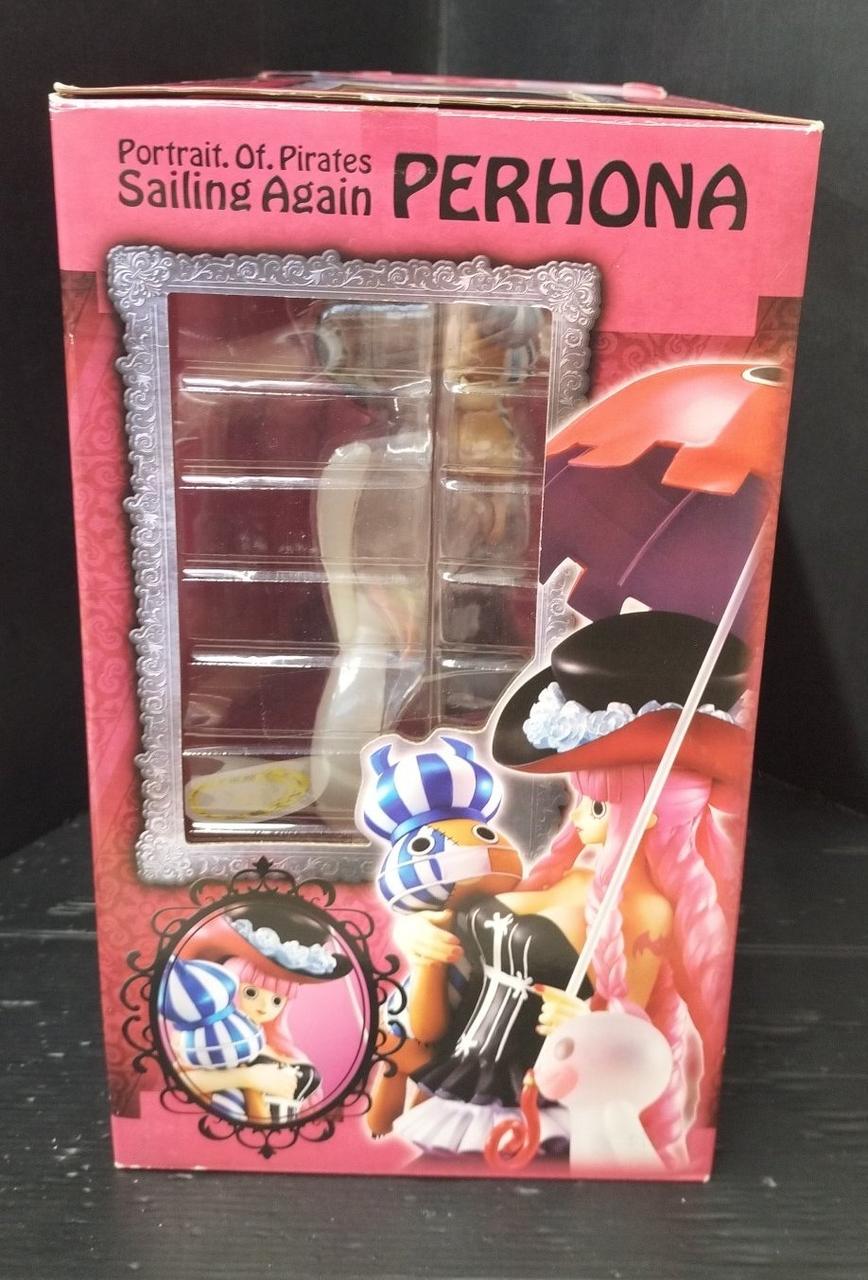 Portrait. Of. Pirates
Sailing Again
PERHONA